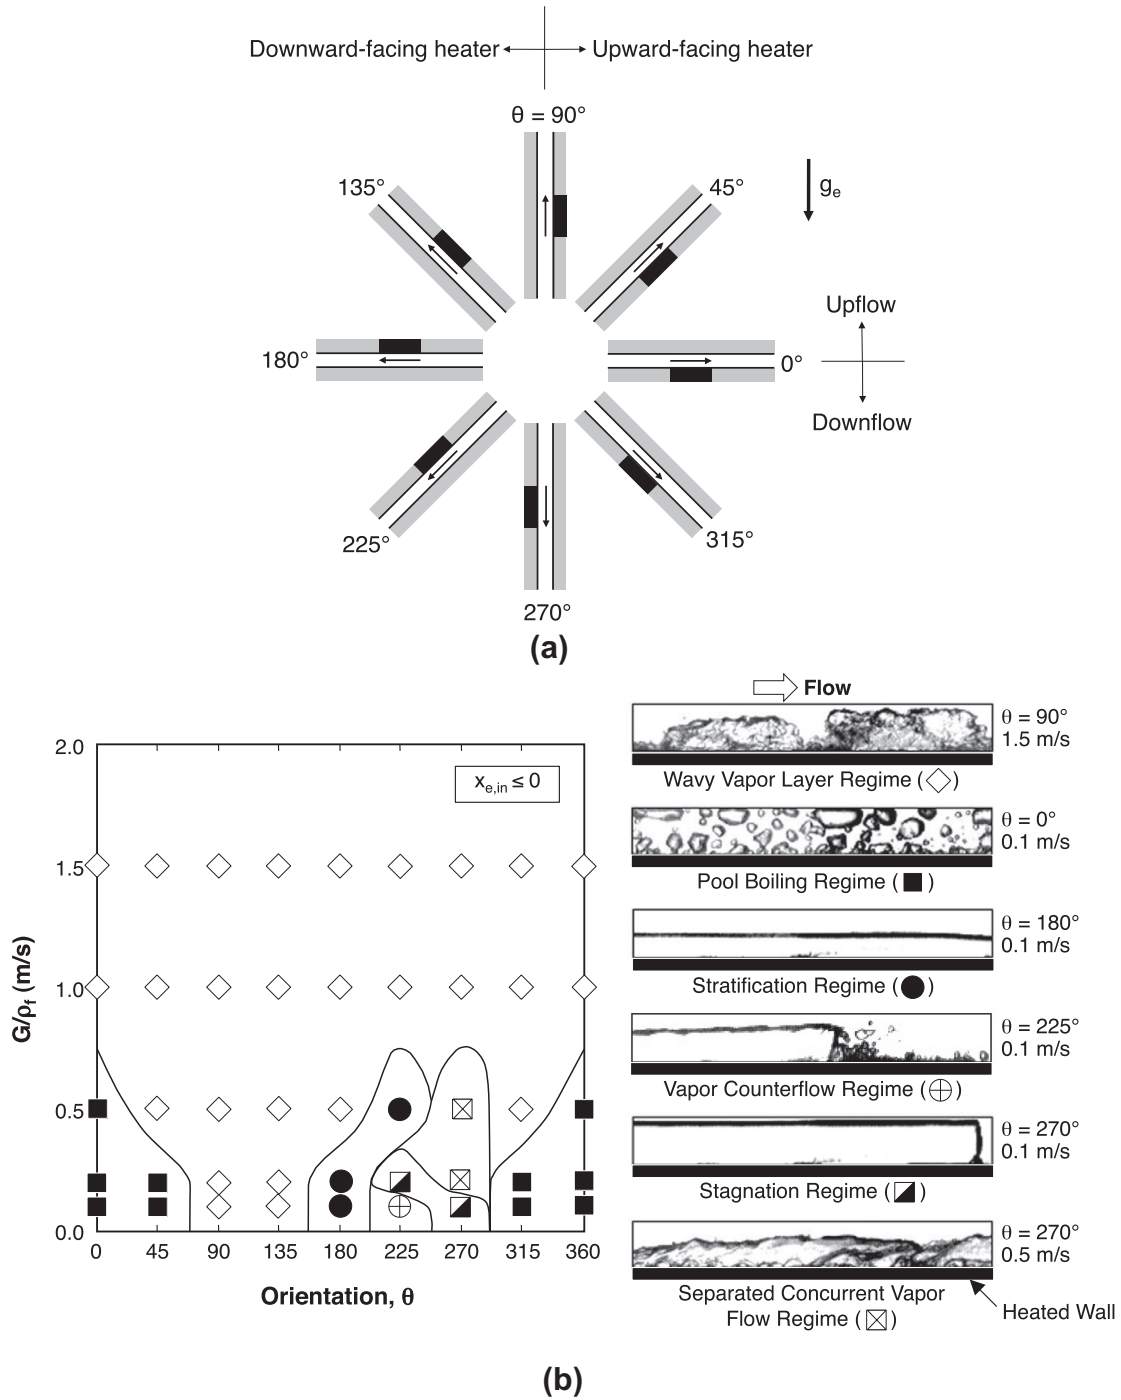 Downward-facing heater
Upward-facing heater
θ = 90°
135°
45°
gₑ
Upflow
180°
0°
Downflow
225°
315°
270°
(a)
Flow
θ = 90°
1.5 m/s
Wavy Vapor Layer Regime (◇)
θ = 0°
0.1 m/s
Pool Boiling Regime (■)
θ = 180°
0.1 m/s
Stratification Regime (●)
θ = 225°
0.1 m/s
Vapor Counterflow Regime (⊕)
θ = 270°
0.1 m/s
Stagnation Regime (◪)
θ = 270°
0.5 m/s
Separated Concurrent Vapor
Flow Regime (⊠)
Heated Wall
xe,in ≤ 0
2.0
1.5
1.0
0.5
0.0
G/ρf (m/s)
0 45 90 135 180 225 270 315 360
Orientation, θ
(b)